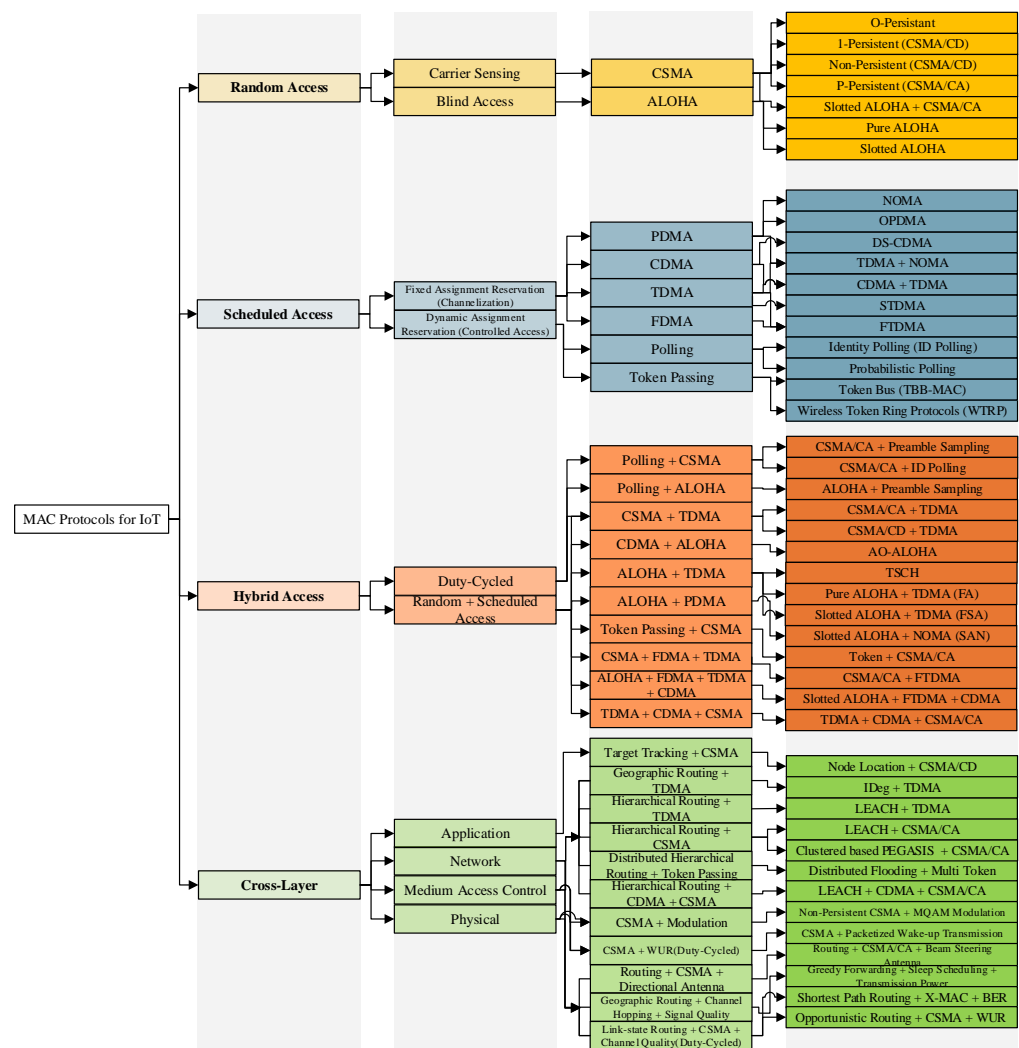 MAC Protocols for IoT
Random Access
Carrier Sensing
Blind Access
CSMA
ALOHA
O-Persistant
1-Persistent (CSMA/CD)
Non-Persistent (CSMA/CD)
P-Persistent (CSMA/CA)
Slotted ALOHA + CSMA/CA
Pure ALOHA
Slotted ALOHA
Scheduled Access
Fixed Assignment Reservation
(Channelization)
Dynamic Assignment
Reservation (Controlled Access)
PDMA
CDMA
TDMA
FDMA
Polling
Token Passing
NOMA
OPDMA
DS-CDMA
TDMA + NOMA
CDMA + TDMA
STDMA
FTDMA
Identity Polling (ID Polling)
Probabilistic Polling
Token Bus (TBB-MAC)
Wireless Token Ring Protocols (WTRP)
Hybrid Access
Duty-Cycled
Random + Scheduled
Access
Polling + CSMA
Polling + ALOHA
CSMA + TDMA
CDMA + ALOHA
ALOHA + TDMA
ALOHA + PDMA
Token Passing + CSMA
CSMA + FDMA + TDMA
ALOHA + FDMA + TDMA
+ CDMA
TDMA + CDMA + CSMA
CSMA/CA + Preamble Sampling
CSMA/CA + ID Polling
ALOHA + Preamble Sampling
CSMA/CA + TDMA
CSMA/CD + TDMA
AO-ALOHA
TSCH
Pure ALOHA + TDMA (FA)
Slotted ALOHA + TDMA (FSA)
Slotted ALOHA + NOMA (SAN)
Token + CSMA/CA
CSMA/CA + FTDMA
Slotted ALOHA + FTDMA + CDMA
TDMA + CDMA + CSMA/CA
Cross-Layer
Application
Network
Medium Access Control
Physical
Target Tracking + CSMA
Geographic Routing +
TDMA
Hierarchical Routing +
TDMA
Hierarchical Routing +
CSMA
Distributed Hierarchical
Routing + Token Passing
Hierarchical Routing +
CDMA + CSMA
CSMA + Modulation
CSMA + WUR(Duty-Cycled)
Routing + CSMA +
Directional Antenna
Geographic Routing + Channel
Hopping + Signal Quality
Link-state Routing + CSMA +
Channel Quality(Duty-Cycled)
Node Location + CSMA/CD
IDeg + TDMA
LEACH + TDMA
LEACH + CSMA/CA
Clustered based PEGASIS + CSMA/CA
Distributed Flooding + Multi Token
LEACH + CDMA + CSMA/CA
Non-Persistent CSMA + MQAM Modulation
CSMA + Packetized Wake-up Transmission
Routing + CSMA/CA + Beam Steering
Antenna
Greedy Forwarding + Sleep Scheduling +
Transmission Power
Shortest Path Routing + X-MAC + BER
Opportunistic Routing + CSMA + WUR